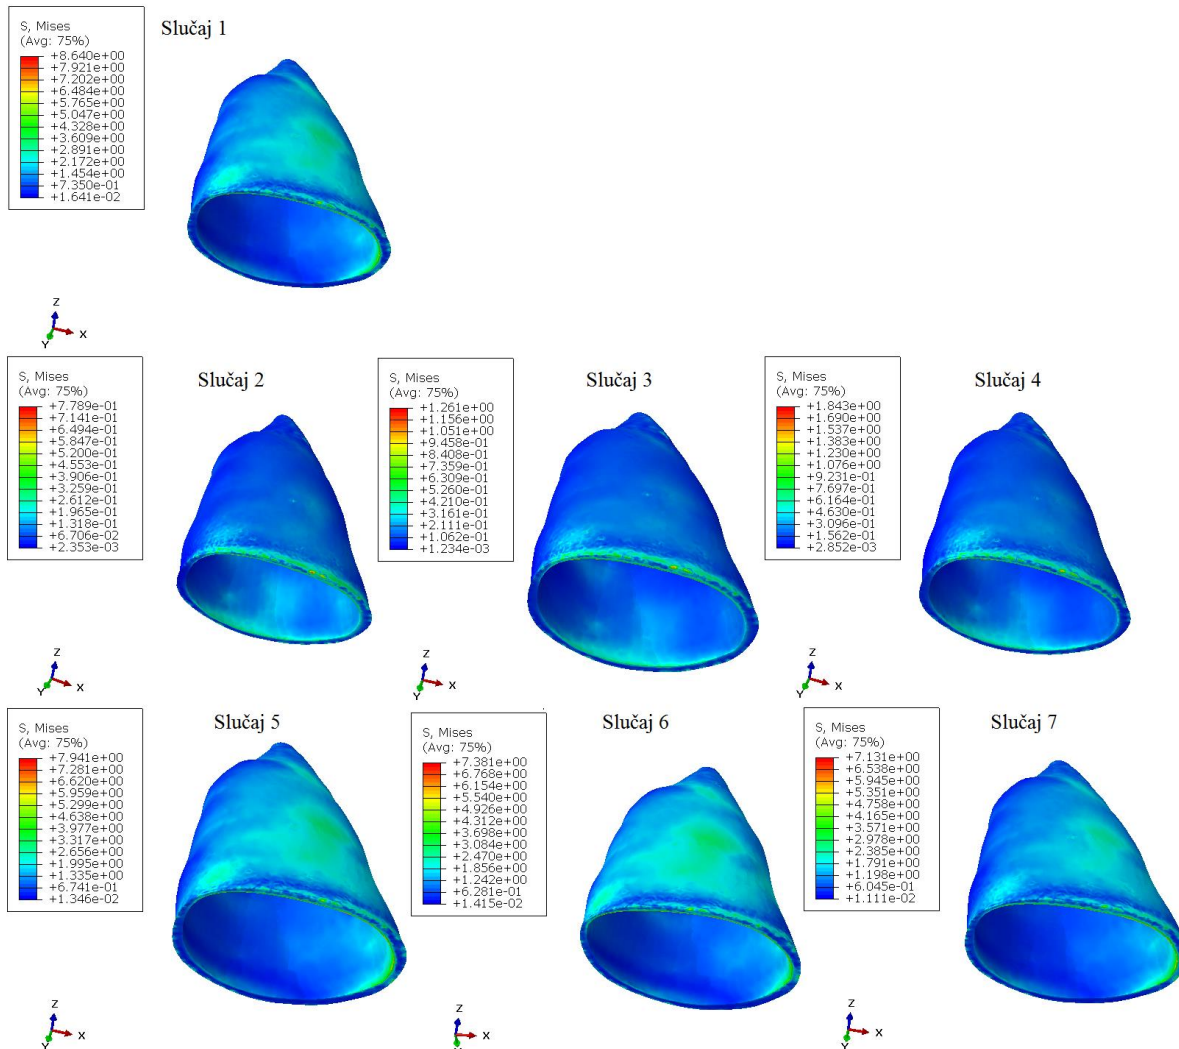 Slučaj 1
S, Mises
(Avg: 75%)
+8.640e+00
+7.921e+00
+7.202e+00
+6.484e+00
+5.765e+00
+5.047e+00
+4.328e+00
+3.609e+00
+2.891e+00
+2.172e+00
+1.454e+00
+7.350e-01
+1.641e-02
Z
X
Y
Slučaj 2
S, Mises
(Avg: 75%)
+7.789e-01
+7.141e-01
+6.494e-01
+5.847e-01
+5.200e-01
+4.553e-01
+3.906e-01
+3.259e-01
+2.612e-01
+1.965e-01
+1.318e-01
+6.706e-02
+2.353e-03
Z
X
Y
Slučaj 3
S, Mises
(Avg: 75%)
+1.261e+00
+1.156e+00
+1.051e+00
+9.458e-01
+8.408e-01
+7.359e-01
+6.309e-01
+5.260e-01
+4.210e-01
+3.161e-01
+2.111e-01
+1.062e-01
+1.234e-03
Z
X
Y
Slučaj 4
S, Mises
(Avg: 75%)
+1.843e+00
+1.690e+00
+1.537e+00
+1.383e+00
+1.230e+00
+1.076e+00
+9.231e-01
+7.697e-01
+6.164e-01
+4.630e-01
+3.096e-01
+1.562e-01
+2.852e-03
Z
X
Y
Slučaj 5
S, Mises
(Avg: 75%)
+7.941e+00
+7.281e+00
+6.620e+00
+5.959e+00
+5.299e+00
+4.638e+00
+3.977e+00
+3.317e+00
+2.656e+00
+1.995e+00
+1.335e+00
+6.741e-01
+1.346e-02
Z
X
Y
Slučaj 6
S, Mises
(Avg: 75%)
+7.381e+00
+6.768e+00
+6.154e+00
+5.540e+00
+4.926e+00
+4.312e+00
+3.698e+00
+3.084e+00
+2.470e+00
+1.856e+00
+1.242e+00
+6.281e-01
+1.415e-02
Z
X
Slučaj 7
S, Mises
(Avg: 75%)
+7.131e+00
+6.538e+00
+5.945e+00
+5.351e+00
+4.758e+00
+4.165e+00
+3.571e+00
+2.978e+00
+2.385e+00
+1.791e+00
+1.198e+00
+6.045e-01
+1.111e-02
Z
X
Y